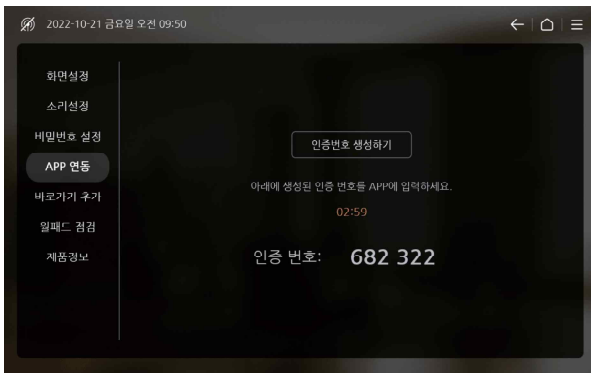 2022-10-21 금요일 오전 09:50
화면설정
소리설정
비밀번호 설정
APP 연동
바로가기 추가
월패드 점검
제품정보
인증번호 생성하기
아래에 생성된 인증 번호를 APP에 입력하세요.
02:59
인증 번호: 682 322